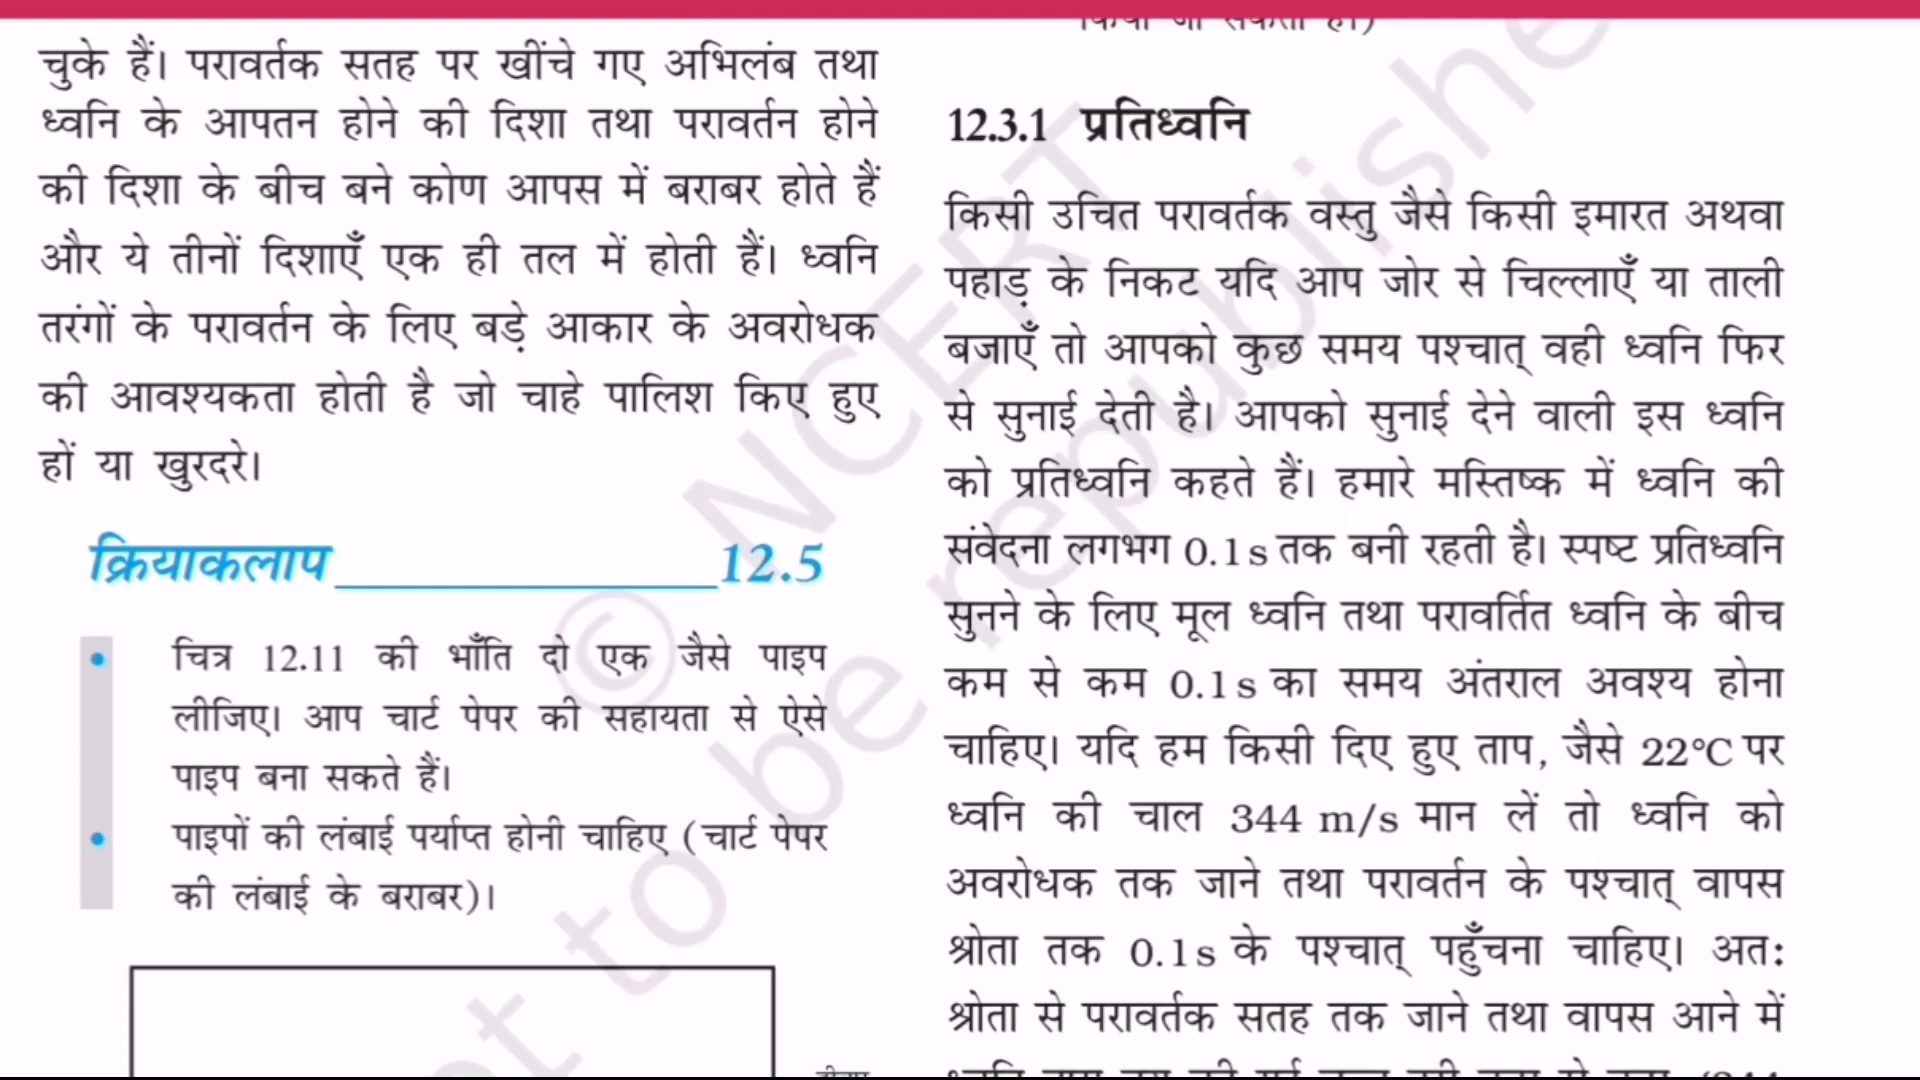 चुके हैं। परावर्तक सतह पर खींचे गए अभिलंब तथा
ध्वनि के आपतन होने की दिशा तथा परावर्तन होने
की दिशा के बीच बने कोण आपस में बराबर होते हैं
और ये तीनों दिशाएँ एक ही तल में होती हैं। ध्वनि
तरंगों के परावर्तन के लिए बड़े आकार के अवरोधक
की आवश्यकता होती है जो चाहे पालिश किए हुए
हों या खुरदरे।
क्रियाकलाप 12.5
• चित्र 12.11 की भाँति दो एक जैसे पाइप
लीजिए। आप चार्ट पेपर की सहायता से ऐसे
पाइप बना सकते हैं।
• पाइपों की लंबाई पर्याप्त होनी चाहिए (चार्ट पेपर
की लंबाई के बराबर)।
12.3.1 प्रतिध्वनि
किसी उचित परावर्तक वस्तु जैसे किसी इमारत अथवा
पहाड़ के निकट यदि आप जोर से चिल्लाएँ या ताली
बजाएँ तो आपको कुछ समय पश्चात् वही ध्वनि फिर
से सुनाई देती है। आपको सुनाई देने वाली इस ध्वनि
को प्रतिध्वनि कहते हैं। हमारे मस्तिष्क में ध्वनि की
संवेदना लगभग 0.1s तक बनी रहती है। स्पष्ट प्रतिध्वनि
सुनने के लिए मूल ध्वनि तथा परावर्तित ध्वनि के बीच
कम से कम 0.1s का समय अंतराल अवश्य होना
चाहिए। यदि हम किसी दिए हुए ताप, जैसे 22°C पर
ध्वनि की चाल 344 m/s मान लें तो ध्वनि को
अवरोधक तक जाने तथा परावर्तन के पश्चात् वापस
श्रोता तक 0.1s के पश्चात् पहुँचना चाहिए। अतः
श्रोता से परावर्तक सतह तक जाने तथा वापस आने में
© NCERT
to be republishe